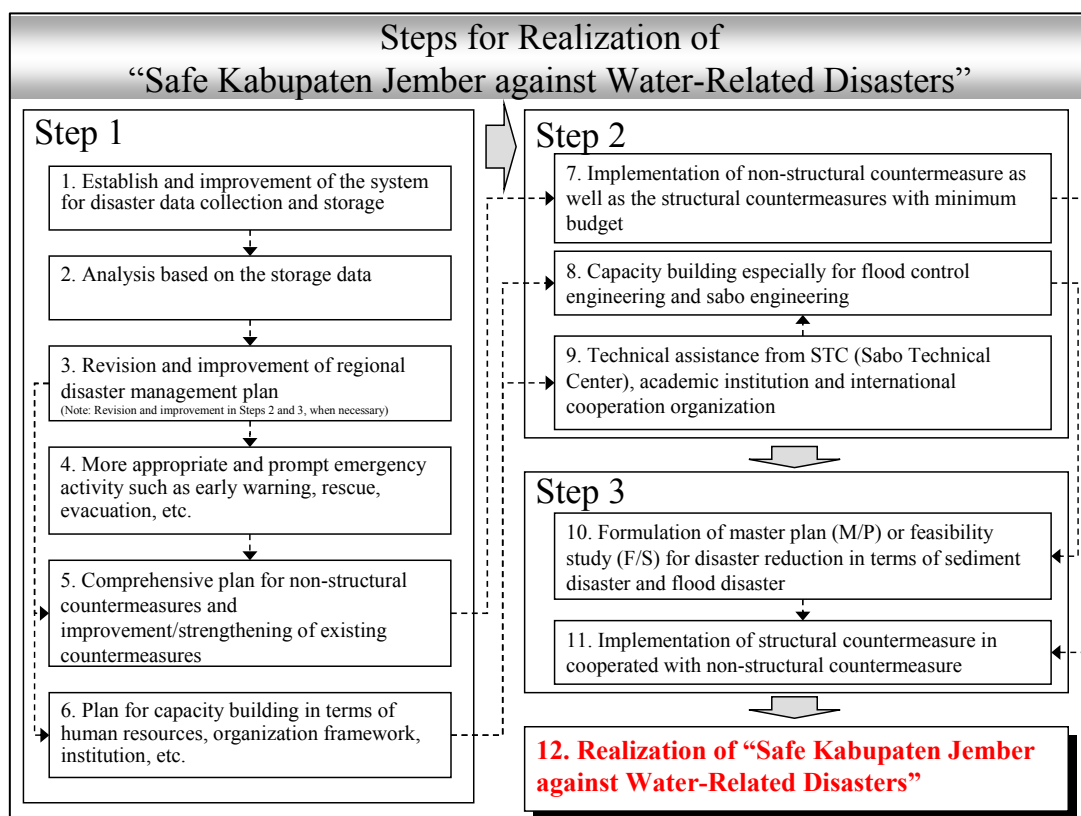 Steps for Realization of
“Safe Kabupaten Jember against Water-Related Disasters”
Step 1
1. Establish and improvement of the system
for disaster data collection and storage
2. Analysis based on the storage data
3. Revision and improvement of regional
disaster management plan
(Note: Revision and improvement in Steps 2 and 3, when necessary)
4. More appropriate and prompt emergency
activity such as early warning, rescue,
evacuation, etc.
5. Comprehensive plan for non-structural
countermeasures and
improvement/strengthening of existing
countermeasures
6. Plan for capacity building in terms of
human resources, organization framework,
institution, etc.
Step 2
7. Implementation of non-structural countermeasure as
well as the structural countermeasures with minimum
budget
8. Capacity building especially for flood control
engineering and sabo engineering
9. Technical assistance from STC (Sabo Technical
Center), academic institution and international
cooperation organization
Step 3
10. Formulation of master plan (M/P) or feasibility
study (F/S) for disaster reduction in terms of sediment
disaster and flood disaster
11. Implementation of structural countermeasure in
cooperated with non-structural countermeasure
12. Realization of “Safe Kabupaten Jember
against Water-Related Disasters”